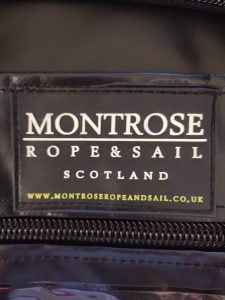 MONTROSE
ROPE & SAIL
SCOTLAND
WWW.MONTROSEROPEANDSAIL.CO.UK